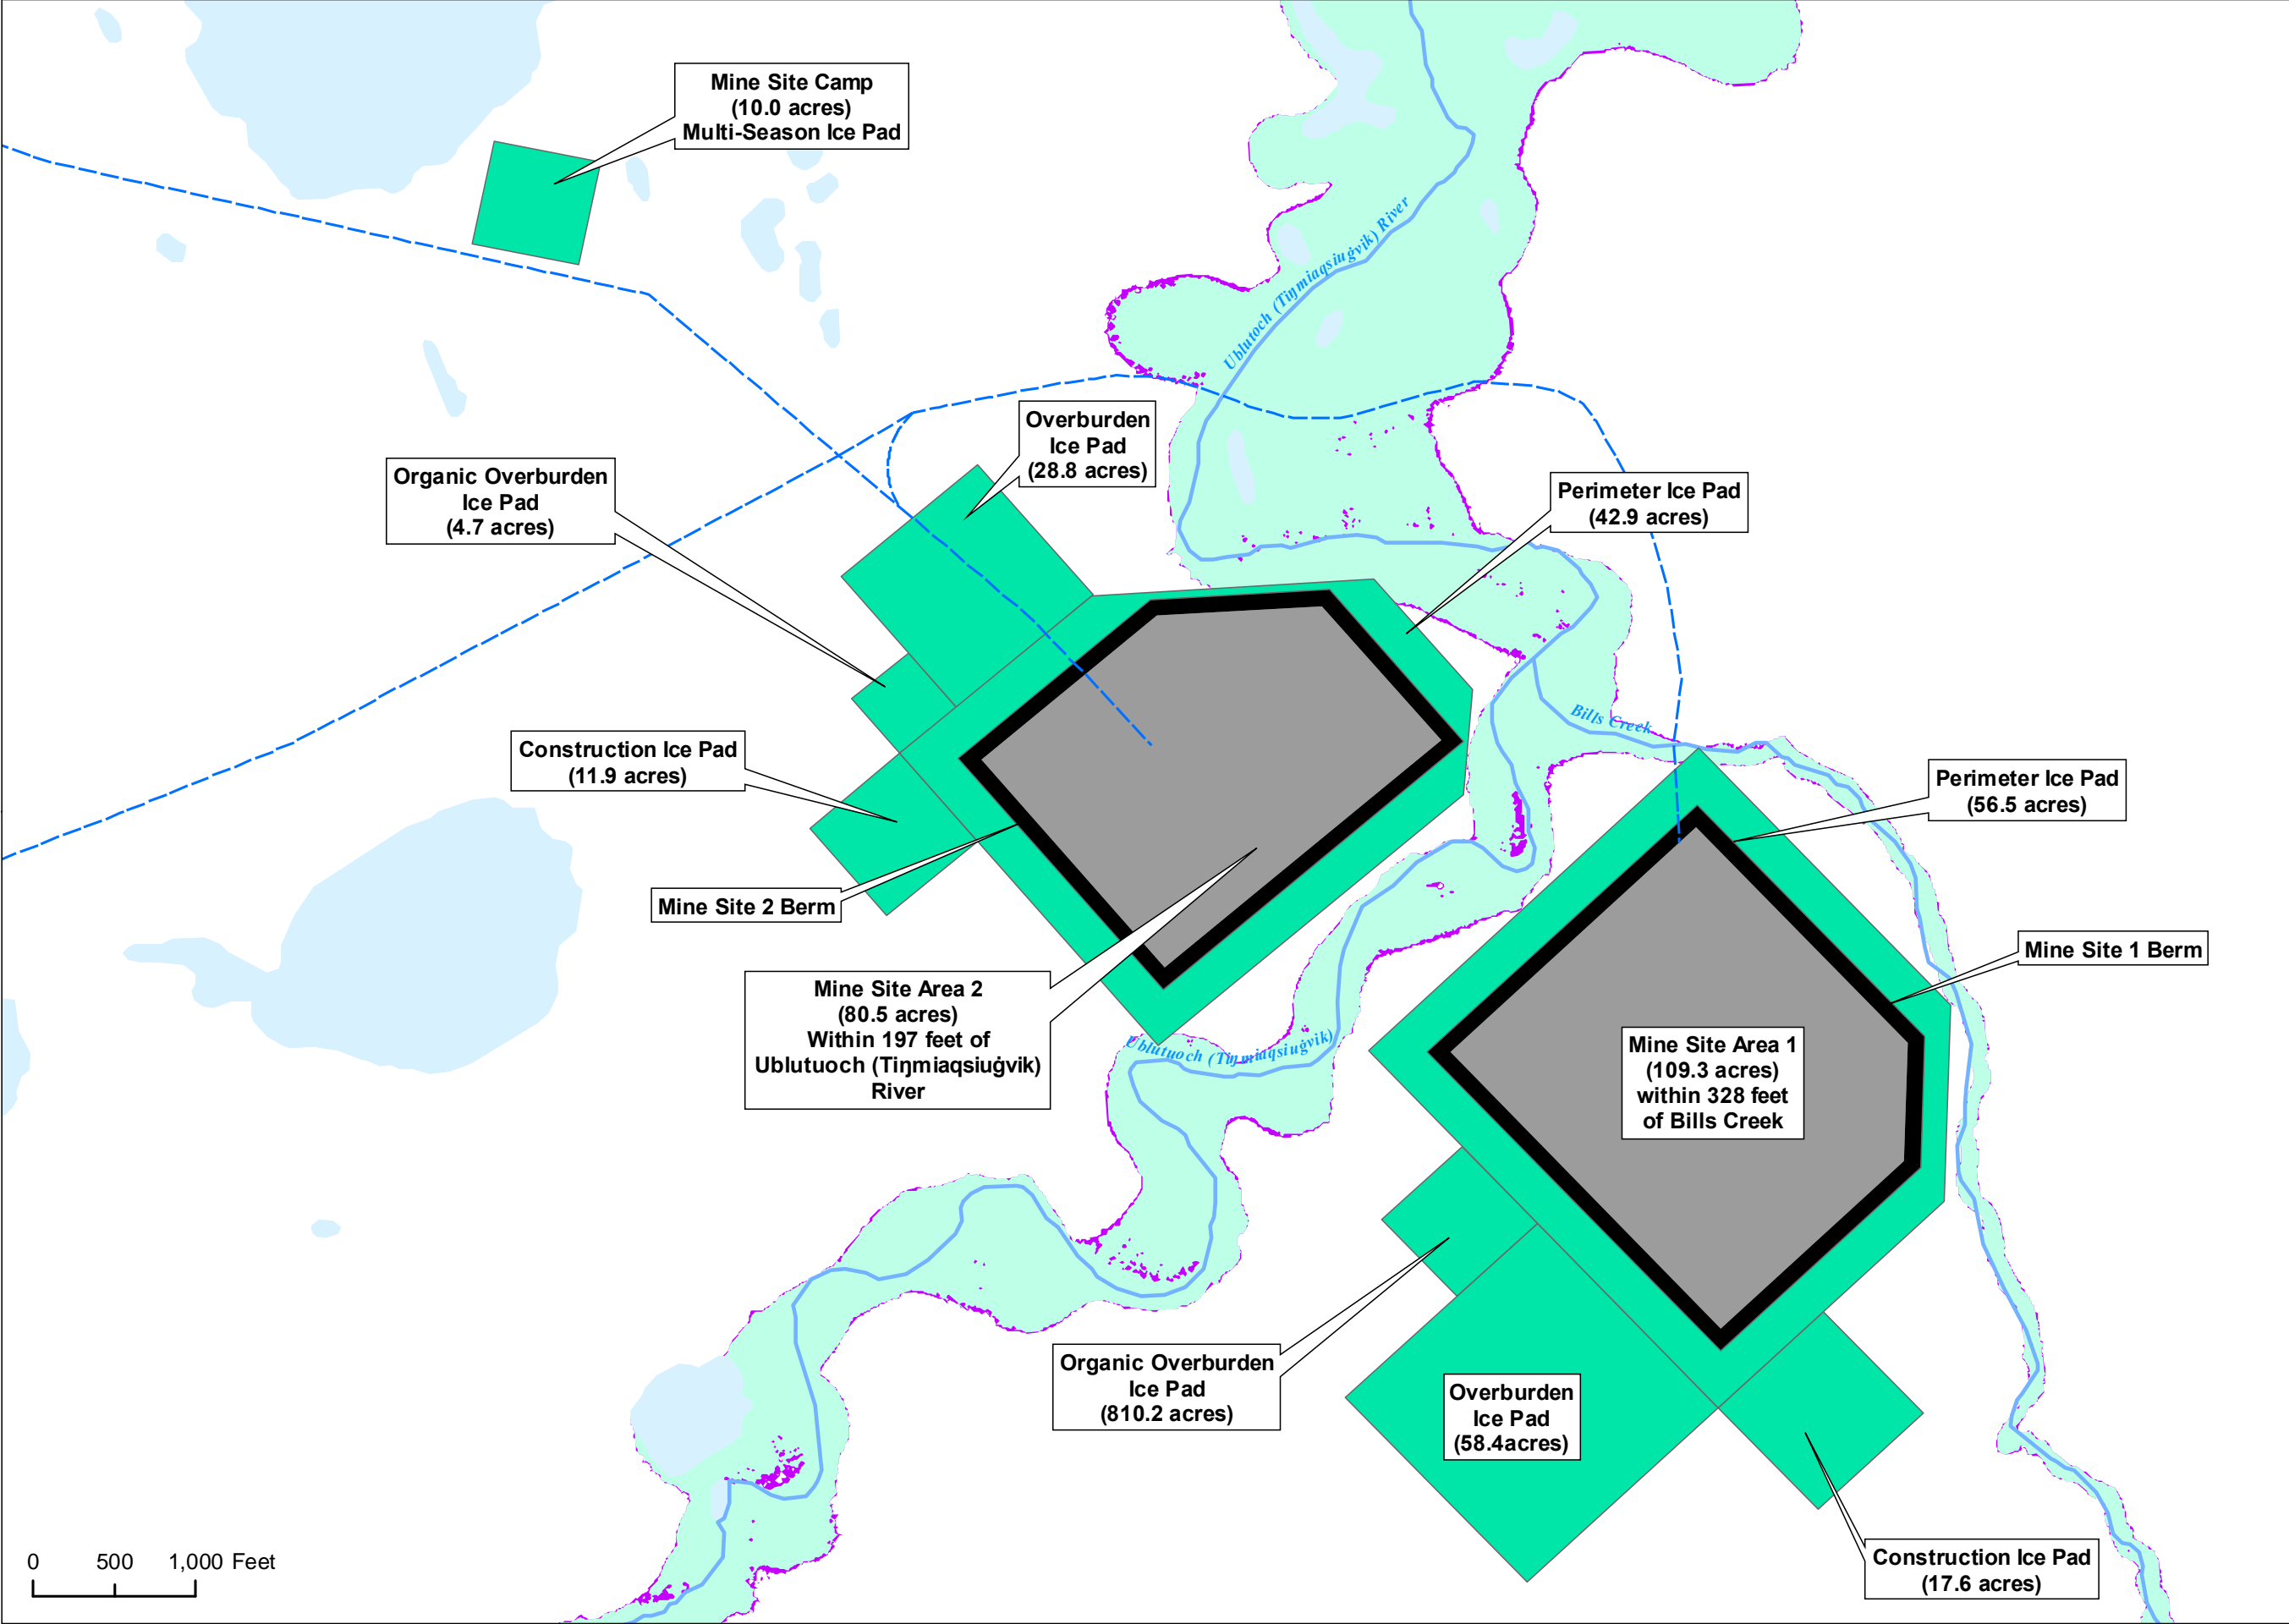 Mine Site Camp
(10.0 acres)
Multi-Season Ice Pad
Ublutoch (Tiŋmiaqsiuġvik) River
Overburden
Ice Pad
(28.8 acres)
Organic Overburden
Ice Pad
(4.7 acres)
Perimeter Ice Pad
(42.9 acres)
Bills Creek
Construction Ice Pad
(11.9 acres)
Perimeter Ice Pad
(56.5 acres)
Mine Site 2 Berm
Mine Site 1 Berm
Mine Site Area 2
(80.5 acres)
Within 197 feet of
Ublutuoch (Tiŋmiaqsiuġvik)
River
Ublutuoch (Tiŋmiaqsiuġvik)
Mine Site Area 1
(109.3 acres)
within 328 feet
of Bills Creek
Organic Overburden
Ice Pad
(810.2 acres)
Overburden
Ice Pad
(58.4acres)
Construction Ice Pad
(17.6 acres)
0 500 1,000 Feet